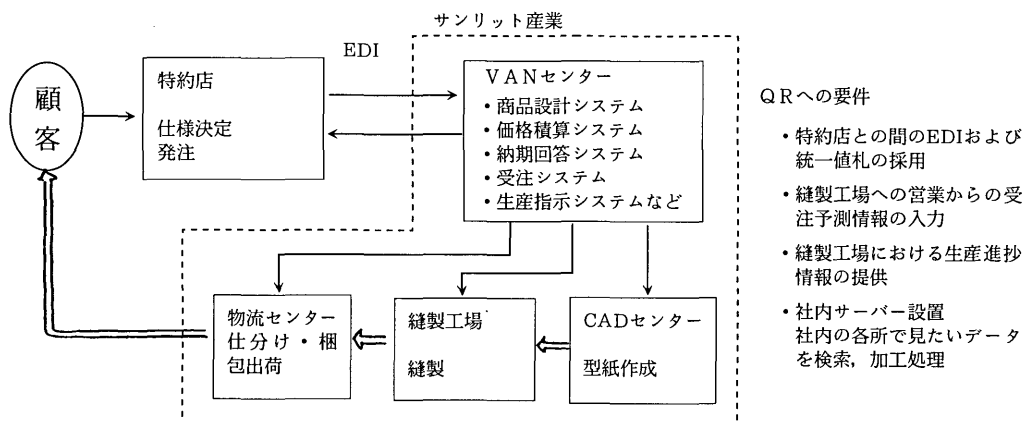 サンリット産業
EDI
顧客
特約店
仕様決定
発注
VANセンター
・商品設計システム
・価格積算システム
・納期回答システム
・受注システム
・生産指示システムなど
物流センター
仕分け・梱
包出荷
縫製工場
縫製
CADセンター
型紙作成
QRへの要件
・特約店との間のEDIおよび
統一値札の採用
・縫製工場への営業からの受
注予測情報の入力
・縫製工場における生産進抄
情報の提供
・社内サーバー設置
社内の各所で見たいデータ
を検索，加工処理